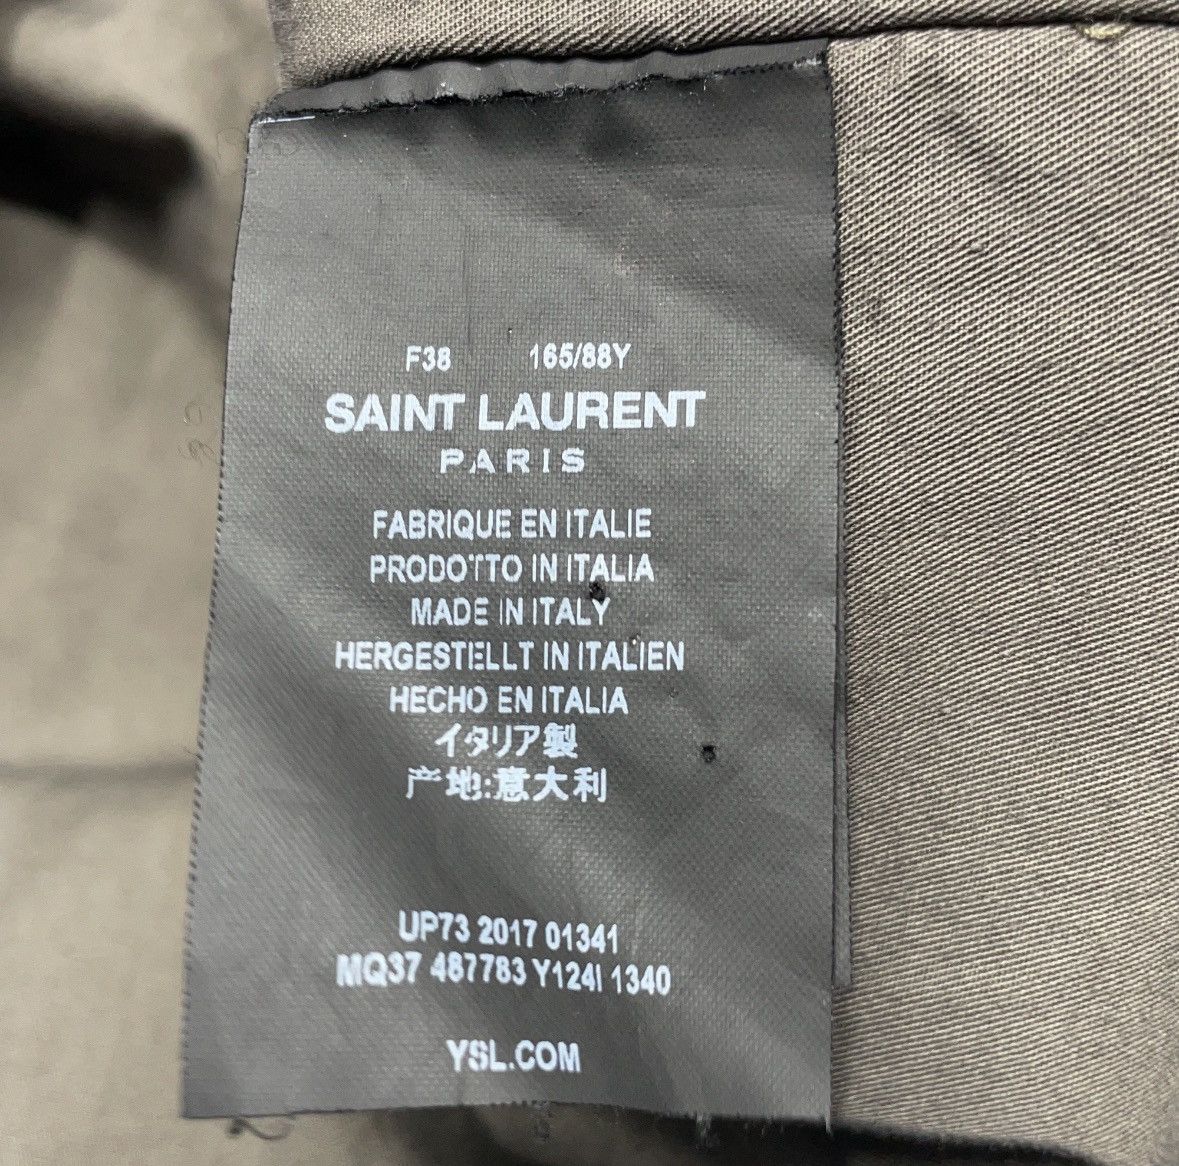 F38 165/88Y
SAINT LAURENT
PARIS
FABRIQUE EN ITALIE
PRODOTTO IN ITALIA
MADE IN ITALY
HERGESTELLT IN ITALIEN
HECHO EN ITALIA
イタリア製
产地:意大利
UP73 2017 01341
MQ37 487783 Y124I 1340
YSL.COM